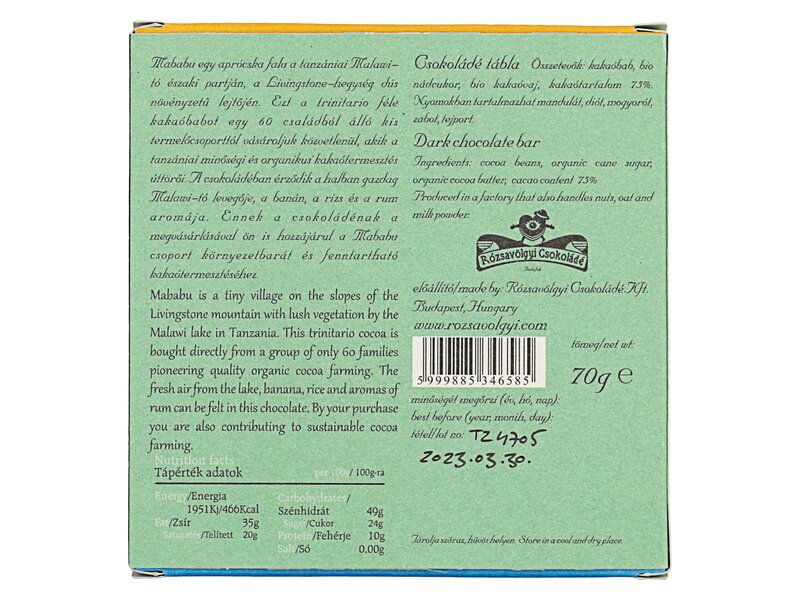 Mababu egy aprócska falu a tanzániai Malawi-
tó északi partján, a Livingstone-hegység dús
növényzetű lejtőjén. Ezt a trinitario féle
kakaóbabot egy 60 családból álló kis
termelőcsoporttól vásároljuk közvetlenül, akik a
tanzániai minőségi és organikus kakaótermesztés
úttörői. A csokoládéban érződik a halban gazdag
Malawi-tó levegője, a banán, a rizs és a rum
aromája. Ennek a csokoládénak a
megvásárlásával ön is hozzájárul a Mababu
csoport környezetbarát és fenntartható
kakaótermesztéséhez.
Mababu is a tiny village on the slopes of the
Livingstone mountain with lush vegetation by the
Malawi lake in Tanzania. This trinitario cocoa is
bought directly from a group of only 60 families
pioneering quality organic cocoa farming. The
fresh air from the lake, banana, rice and aromas of
rum can be felt in this chocolate. By your purchase
you are also contributing to sustainable cocoa
farming.
Nutrition facts
Tápérték adatok per 100g/ 100g-ra
Energy/Energia
1951Kj/466Kcal
Fat/Zsír 35g
Saturates/Telített 20g
Carbohydrates/
Szénhidrát 49g
Sugar/Cukor 24g
Protein/Fehérje 10g
Salt/Só 0,00g
Csokoládé tábla Összetevők: kakaóbab, bio
nádcukor, bio kakaóvaj, kakaótartalom 75%.
Nyomokban tartalmazhat mandulát, diót, mogyorót,
zabot, tejport.
Dark chocolate bar
Ingredients: cocoa beans, organic cane sugar,
organic cocoa butter, cacao content 75%
Produced in a factory that also handles nuts, oat and
milk powder.
Rózsavölgyi Csokoládé
Budapest
előállító/made by: Rózsavölgyi Csokoládé Kft.
Budapest, Hungary
www.rozsavolgyi.com
5 999885 346585
tömeg/net wt:
70g e
minőségét megőrzi (év, hó, nap):
best before (year, month, day):
tétel/lot no: TZ4705
2023.03.30.
Tárolja száraz, hűvös helyen. Store in a cool and dry place.